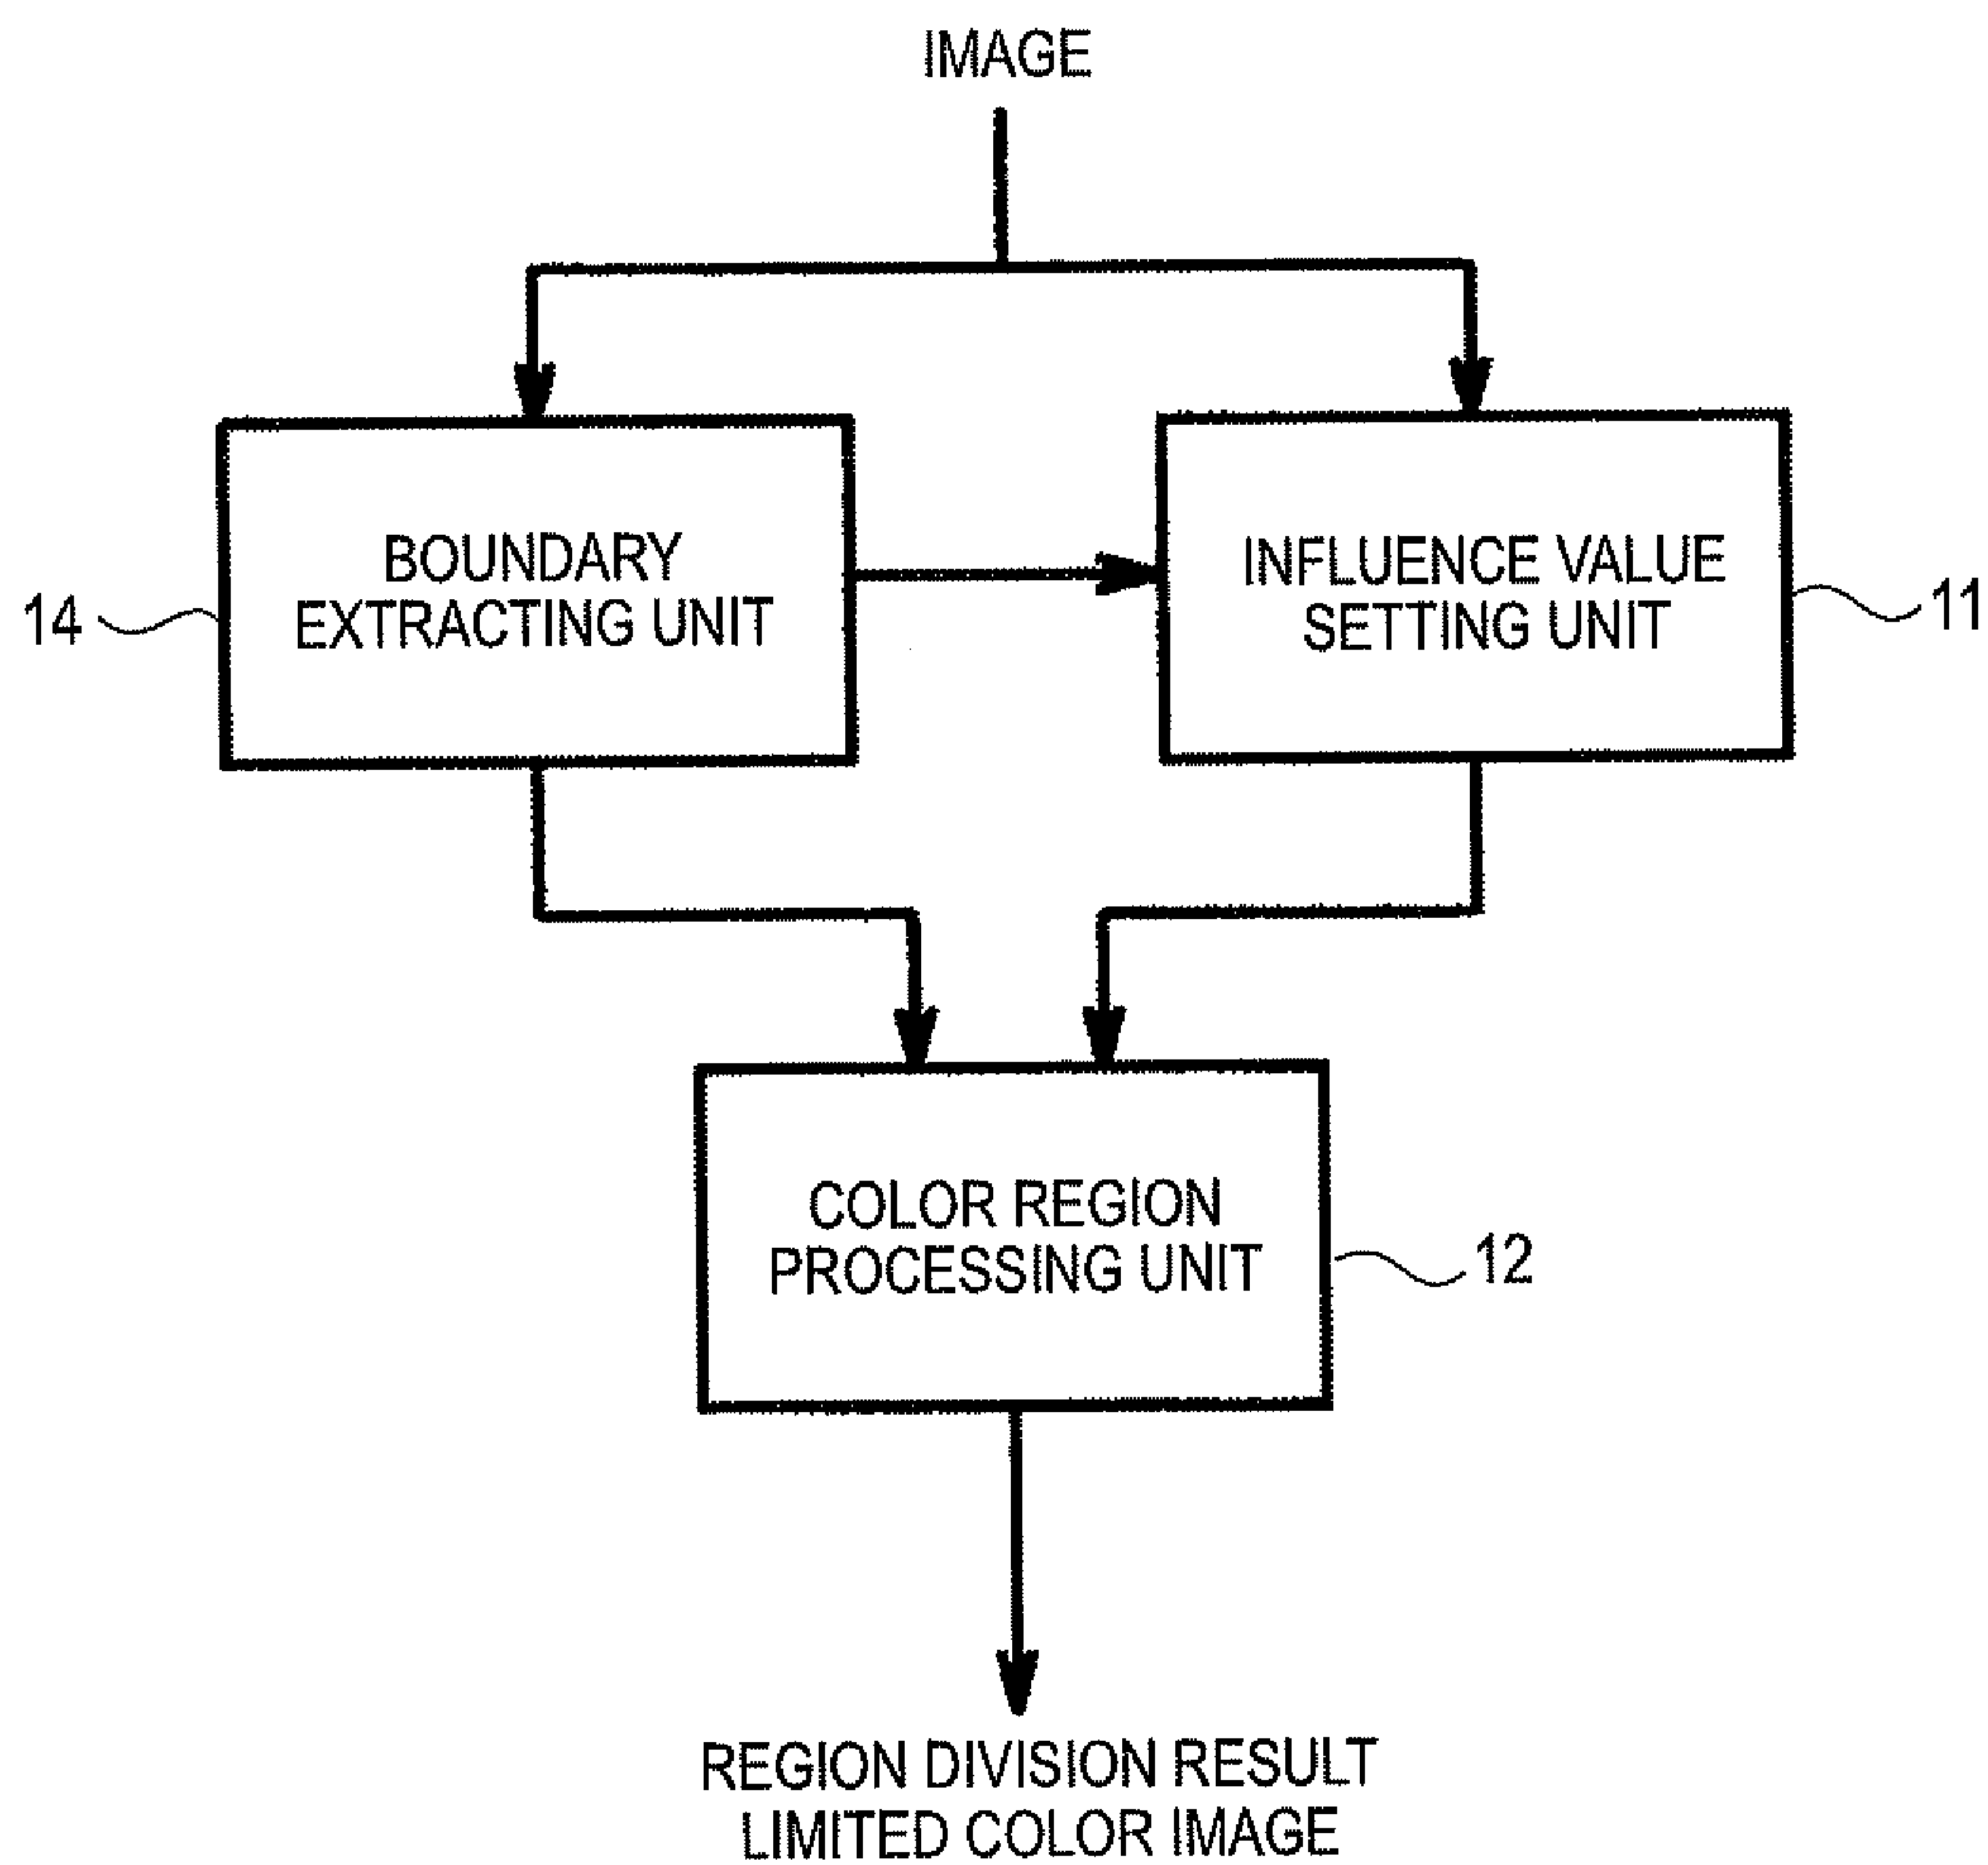 IMAGE
BOUNDARY
EXTRACTING UNIT
14
INFLUENCE VALUE
SETTING UNIT
11
COLOR REGION
PROCESSING UNIT
12
REGION DIVISION RESULT
LIMITED COLOR IMAGE